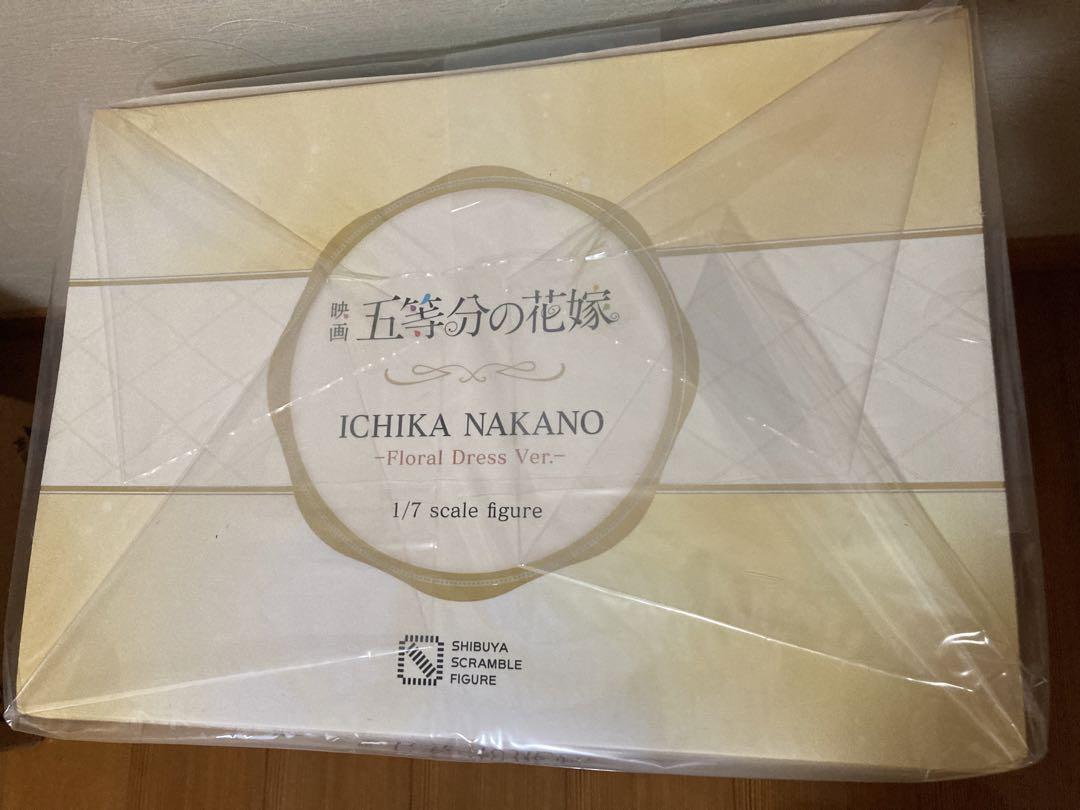 映画 五等分の花嫁
ICHIKA NAKANO
-Floral Dress Ver.-
1/7 scale figure
SHIBUYA
SCRAMBLE
FIGURE